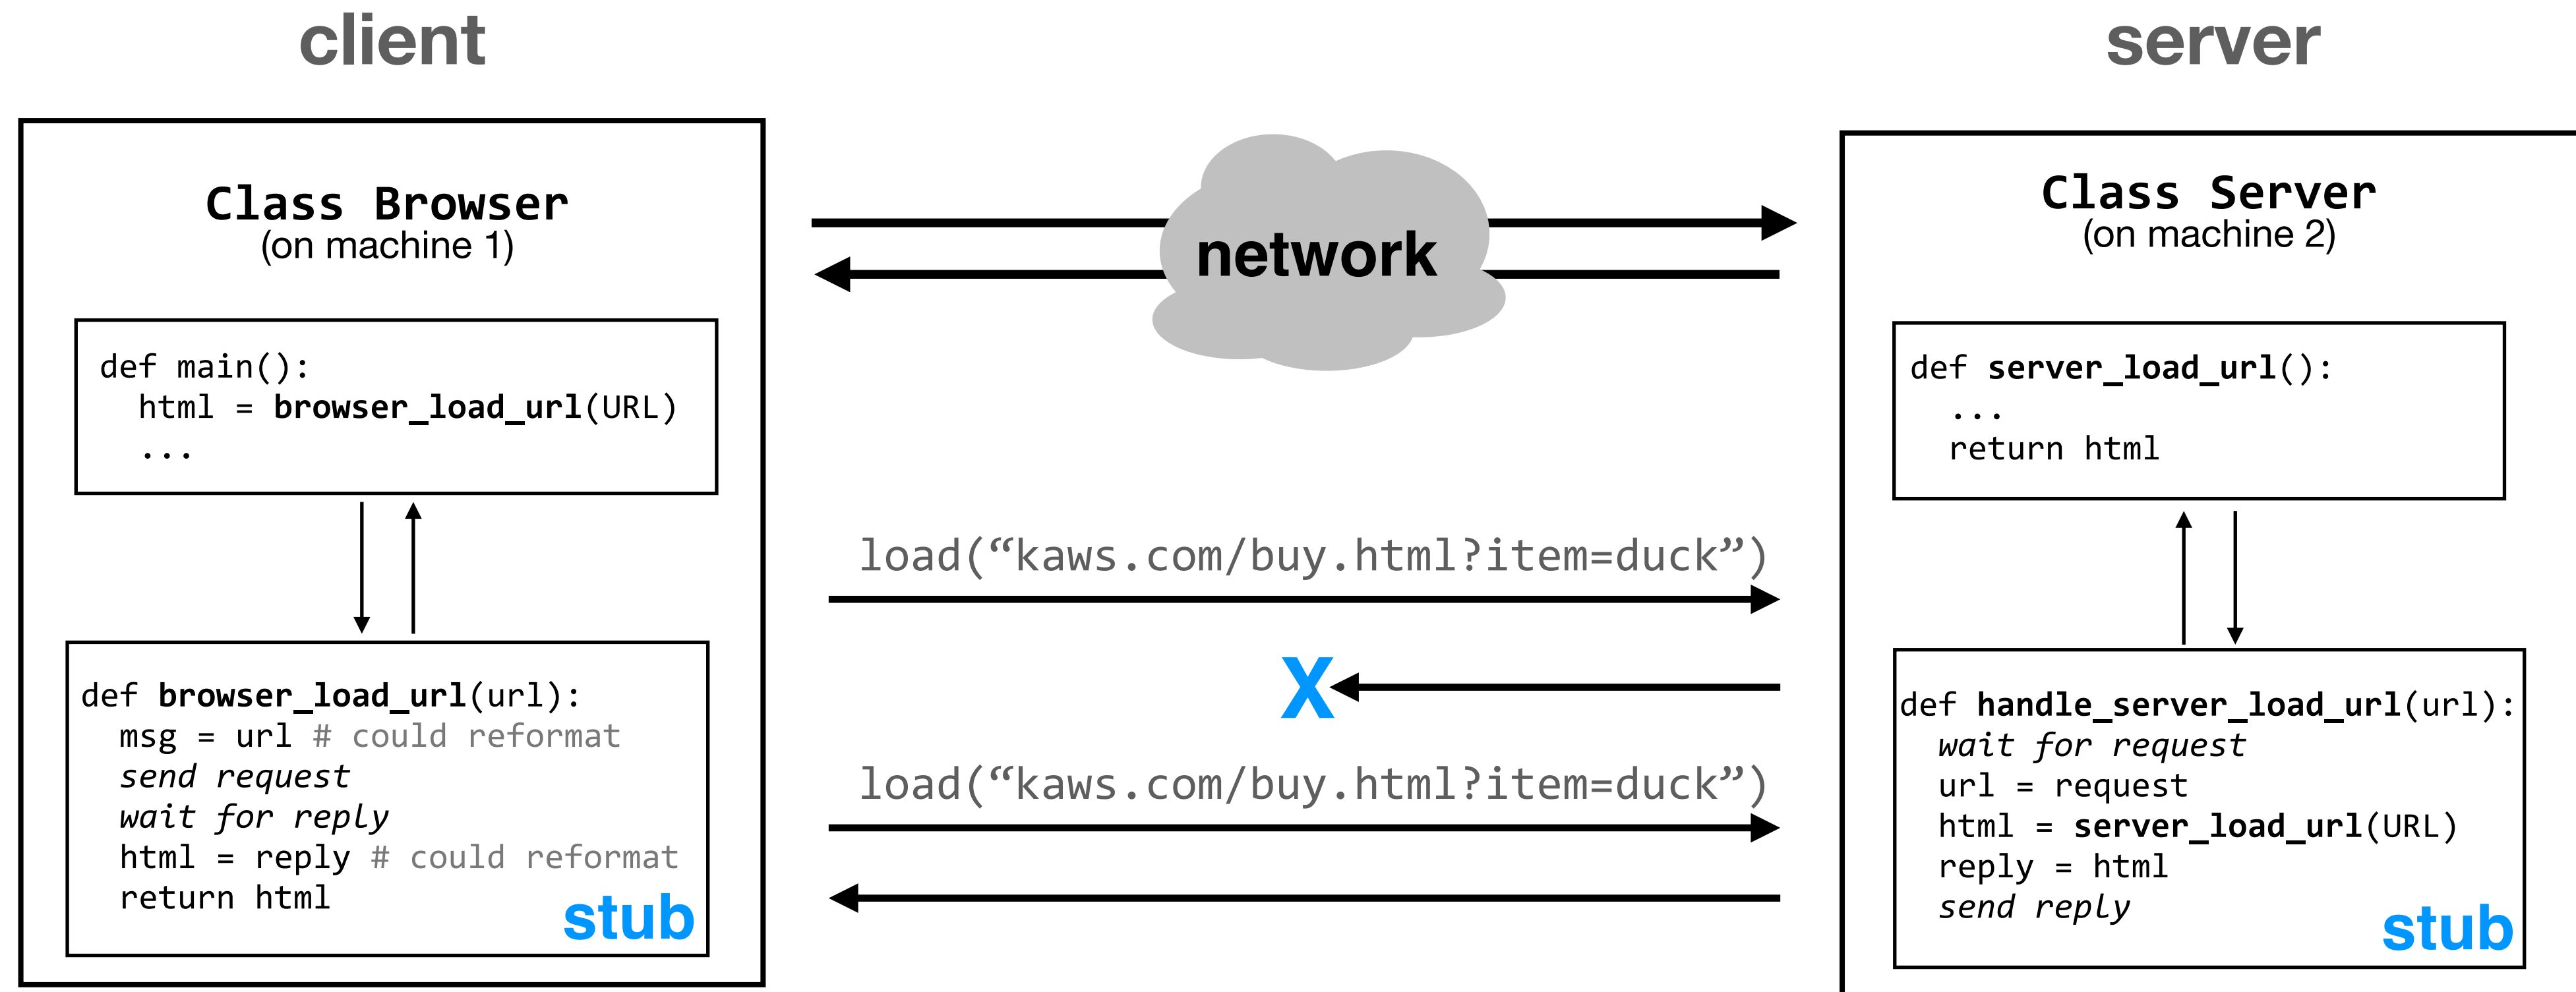 client
server
Class Browser
(on machine 1)
def main():
  html = browser_load_url(URL)
  ...
def browser_load_url(url):
  msg = url # could reformat
  send request
  wait for reply
  html = reply # could reformat
  return html
stub
network
load(“kaws.com/buy.html?item=duck”)
X
load(“kaws.com/buy.html?item=duck”)
Class Server
(on machine 2)
def server_load_url():
  ...
  return html
def handle_server_load_url(url):
  wait for request
  url = request
  html = server_load_url(URL)
  reply = html
  send reply
stub